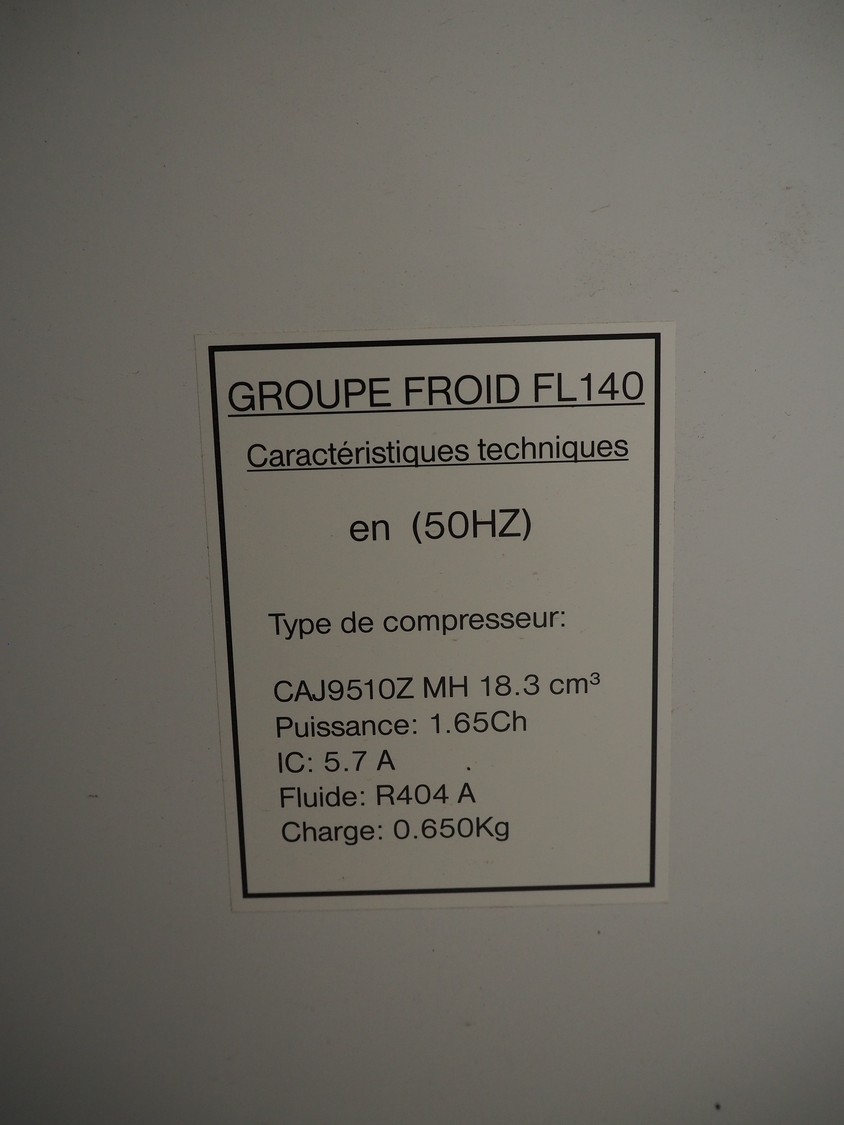 GROUPE FROID FL140
Caractéristiques techniques
en (50HZ)
Type de compresseur:
CAJ9510Z MH 18.3 cm³
Puissance: 1.65Ch
IC: 5.7 A
Fluide: R404 A
Charge: 0.650Kg